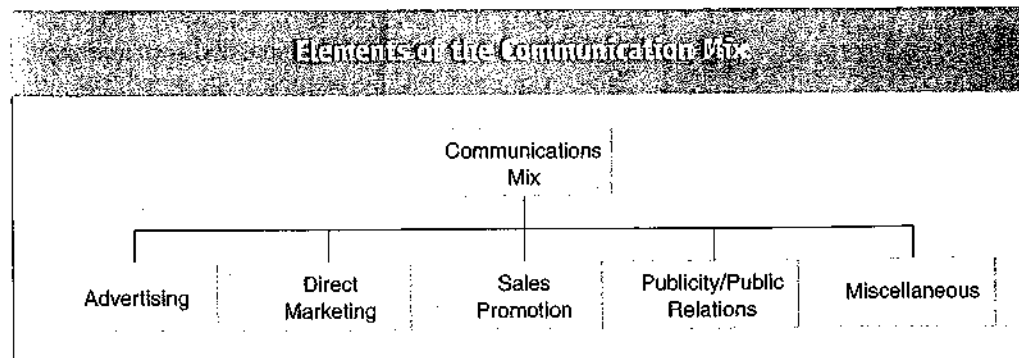 Elements of the Communication Mix
Communications
Mix
Advertising
Direct
Marketing
Sales
Promotion
Publicity/Public
Relations
Miscellaneous